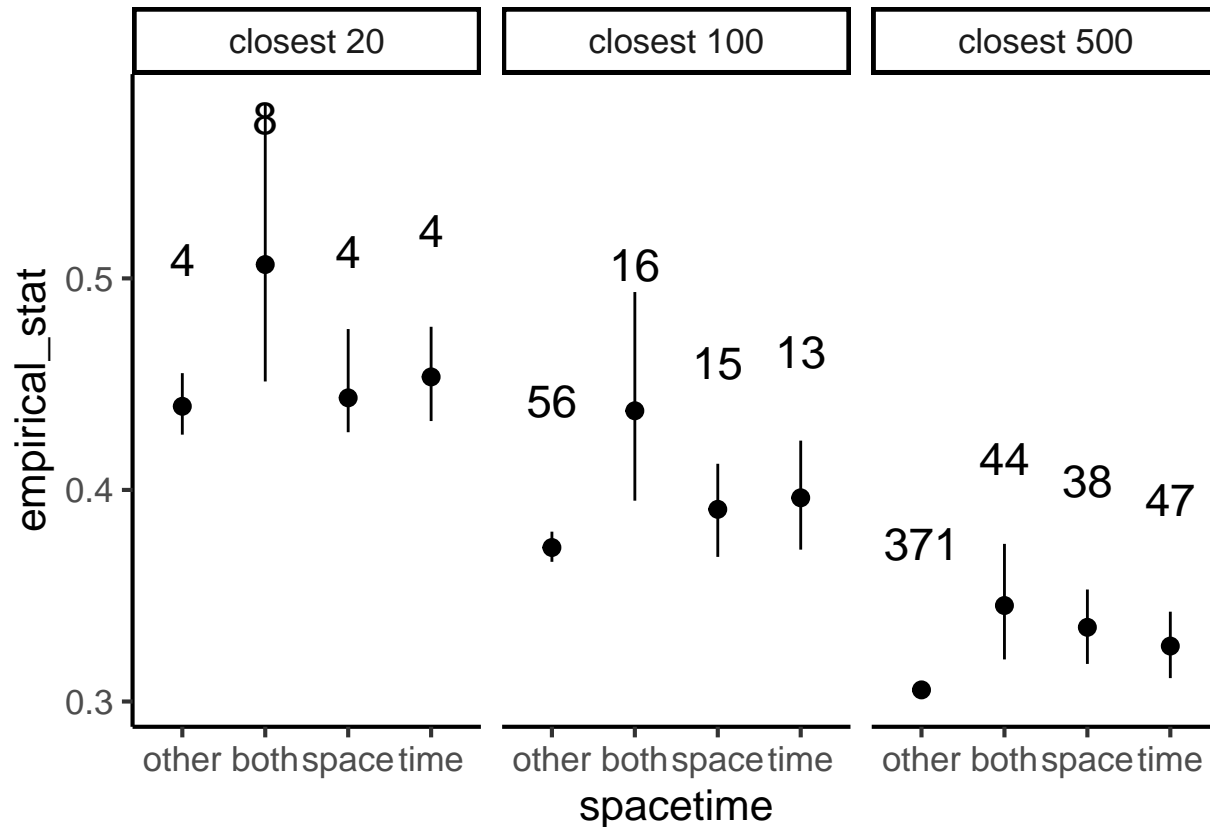 closest 20 closest 100 closest 500
8
4 4 4
16
15 13
56
44 38 47
371
0.5
0.4
0.3
empirical_stat
other both space time other both space time other both space time
spacetime